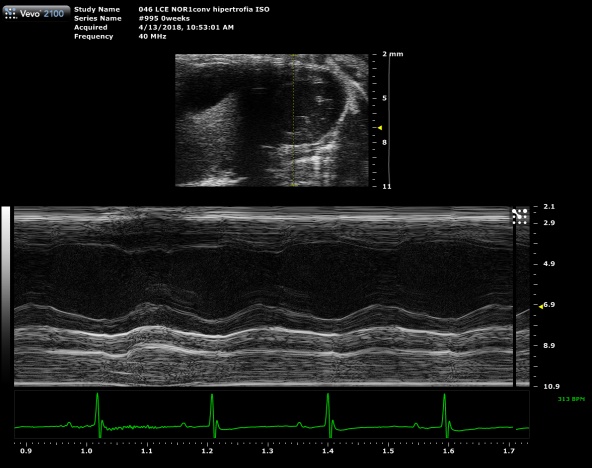 Vevo 2100
Study Name 046 LCE NOR1conv hipertrofia ISO
Series Name #995 0weeks
Acquired 4/13/2018, 10:53:01 AM
Frequency 40 MHz
2 mm
5
8
11
2.1
2.9
4.9
6.9
8.9
10.9
313 BPM
0.9 1.0 1.1 1.2 1.3 1.4 1.5 1.6 1.7